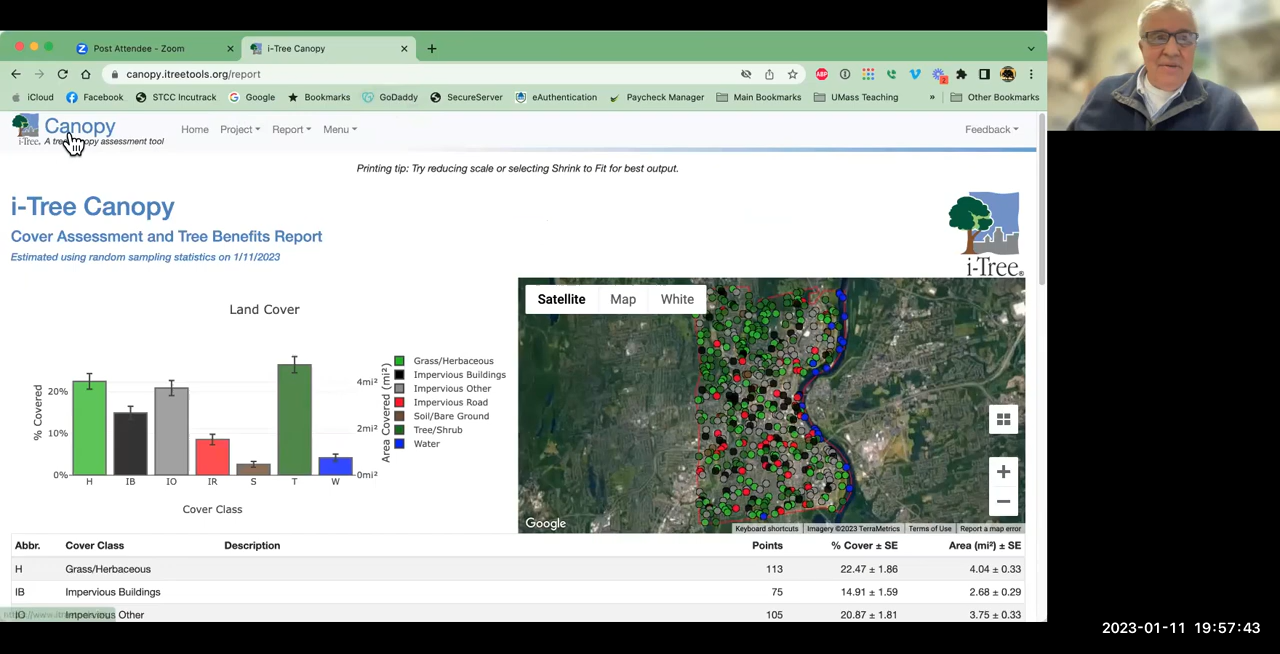 Post Attendee - Zoom
i-Tree Canopy
canopy.itreetools.org/report
iCloud Facebook STCC Incutrack Google Bookmarks GoDaddy SecureServer eAuthentication Paycheck Manager Main Bookmarks UMass Teaching » Other Bookmarks
Canopy
i-Tree. A tree canopy assessment tool
Home Project Report Menu Feedback
Printing tip: Try reducing scale or selecting Shrink to Fit for best output.
i-Tree Canopy
Cover Assessment and Tree Benefits Report
Estimated using random sampling statistics on 1/11/2023
i-Tree®
Land Cover
% Covered
20%
10%
0%
H IB IO IR S T W
Cover Class
4mi²
2mi²
0mi²
Area Covered (mi²)
Grass/Herbaceous
Impervious Buildings
Impervious Other
Impervious Road
Soil/Bare Ground
Tree/Shrub
Water
Satellite Map White
Google
Keyboard shortcuts Imagery ©2023 TerraMetrics Terms of Use Report a map error
Abbr. Cover Class Description Points % Cover ± SE Area (mi²) ± SE
H Grass/Herbaceous 113 22.47 ± 1.86 4.04 ± 0.33
IB Impervious Buildings 75 14.91 ± 1.59 2.68 ± 0.29
IO Impervious Other 105 20.87 ± 1.81 3.75 ± 0.33
2023-01-11 19:57:43